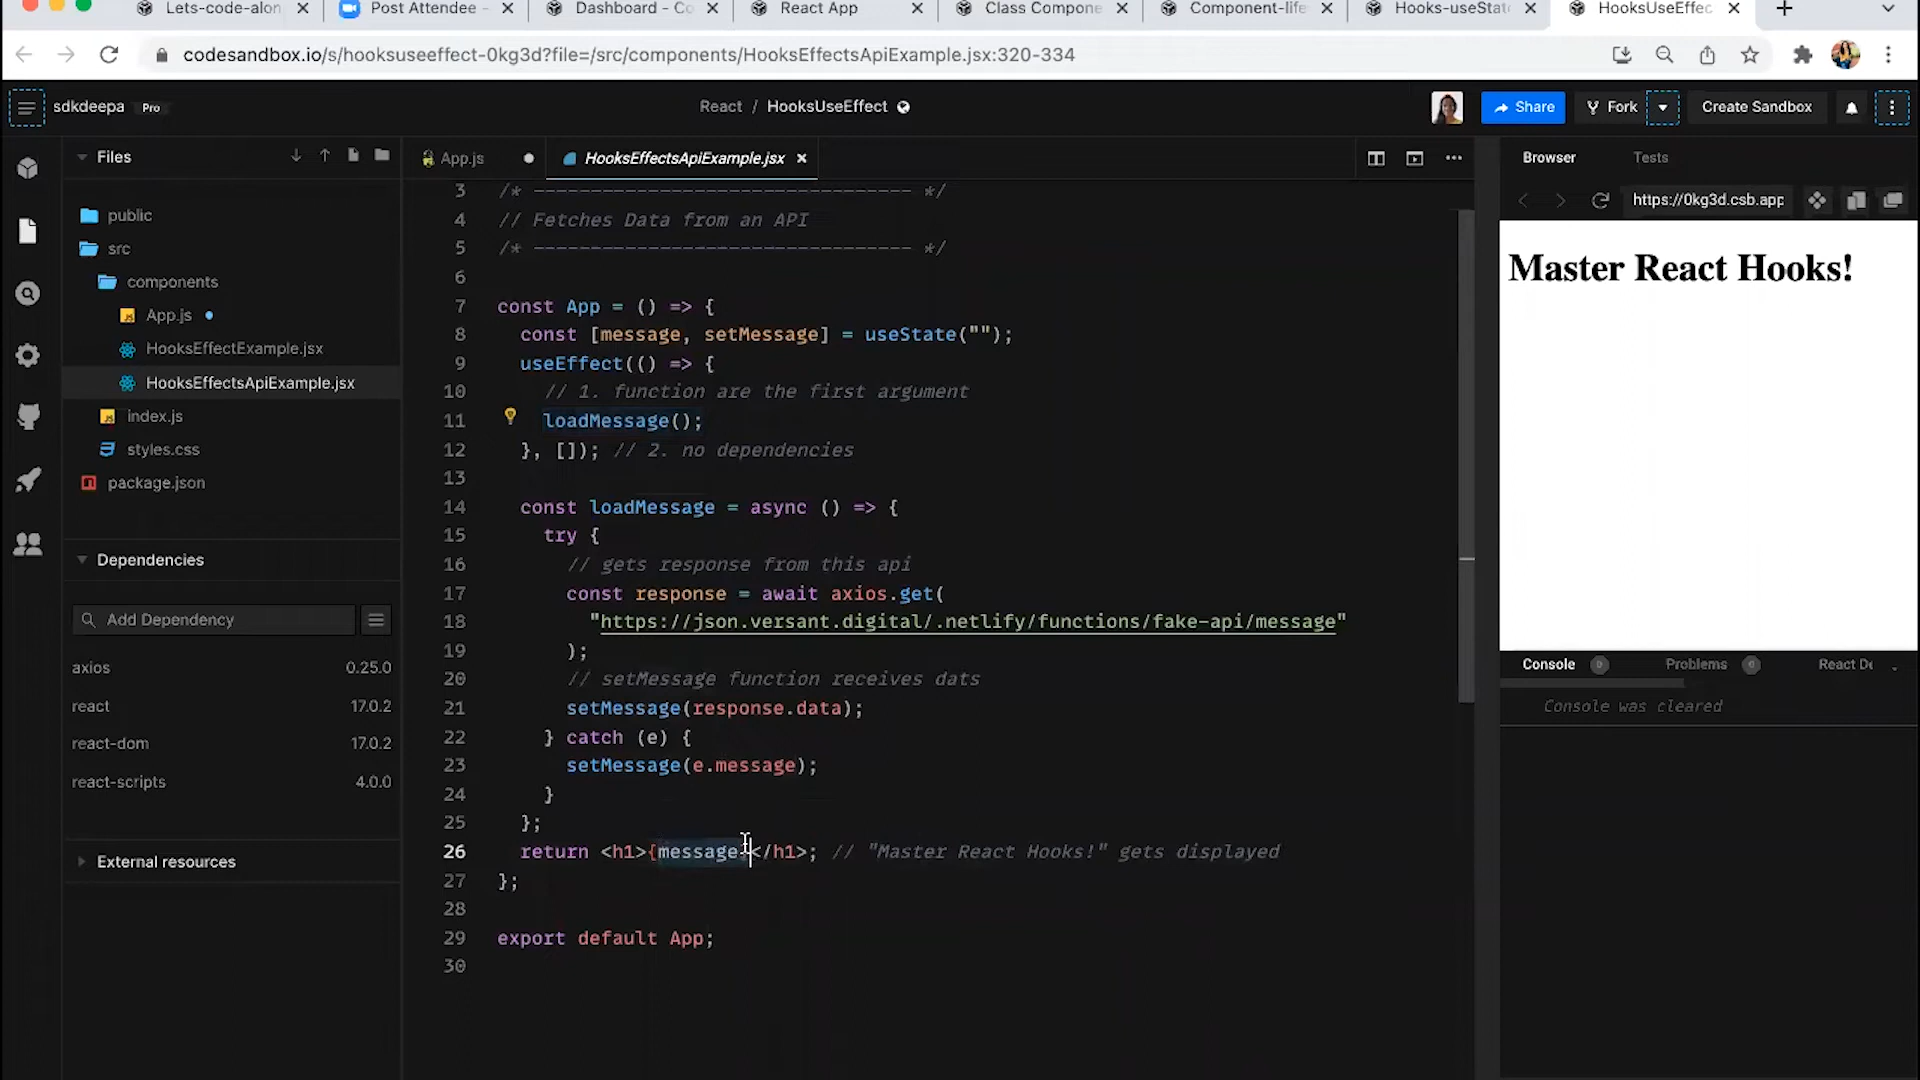 Lets-code-alon
Post Attendee -
Dashboard - Co
React App
Class Compone
Component-life
Hooks-useStat
HooksUseEffec
codesandbox.io/s/hooksuseeffect-0kg3d?file=/src/components/HooksEffectsApiExample.jsx:320-334
sdkdeepa Pro
React / HooksUseEffect
Share
Fork
Create Sandbox
Files
App.js
HooksEffectsApiExample.jsx
Browser
Tests
https://0kg3d.csb.app
public
src
components
App.js
HooksEffectExample.jsx
HooksEffectsApiExample.jsx
index.js
styles.css
package.json
Dependencies
Add Dependency
axios 0.25.0
react 17.0.2
react-dom 17.0.2
react-scripts 4.0.0
External resources
3 /* --------------------------------- */
4 // Fetches Data from an API
5 /* --------------------------------- */
6
7 const App = () => {
8 const [message, setMessage] = useState("");
9 useEffect(() => {
10 // 1. function are the first argument
11 loadMessage();
12 }, []); // 2. no dependencies
13
14 const loadMessage = async () => {
15 try {
16 // gets response from this api
17 const response = await axios.get(
18 "https://json.versant.digital/.netlify/functions/fake-api/message"
19 );
20 // setMessage function receives dats
21 setMessage(response.data);
22 } catch (e) {
23 setMessage(e.message);
24 }
25 };
26 return <h1>{message}</h1>; // "Master React Hooks!" gets displayed
27 };
28
29 export default App;
30
Master React Hooks!
Console 0
Problems 0
React De
Console was cleared